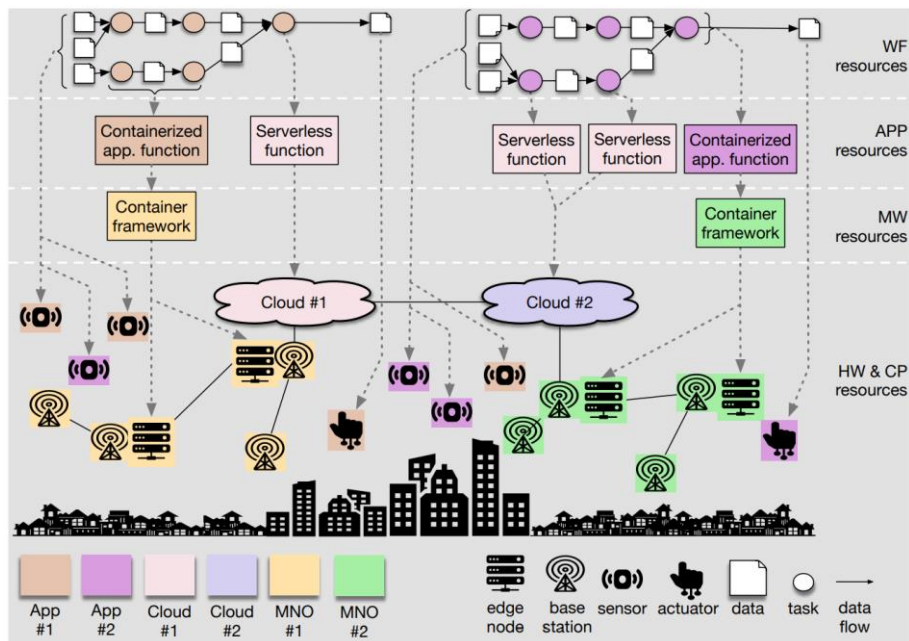 WF
resources
Containerized
app. function
Serverless
function
Serverless
function
Serverless
function
Containerized
app. function
APP
resources
Container
framework
Container
framework
MW
resources
Cloud #1
Cloud #2
HW & CP
resources
App
#1
App
#2
Cloud
#1
Cloud
#2
MNO
#1
MNO
#2
edge
node
base
station
sensor
actuator
data
task
data
flow